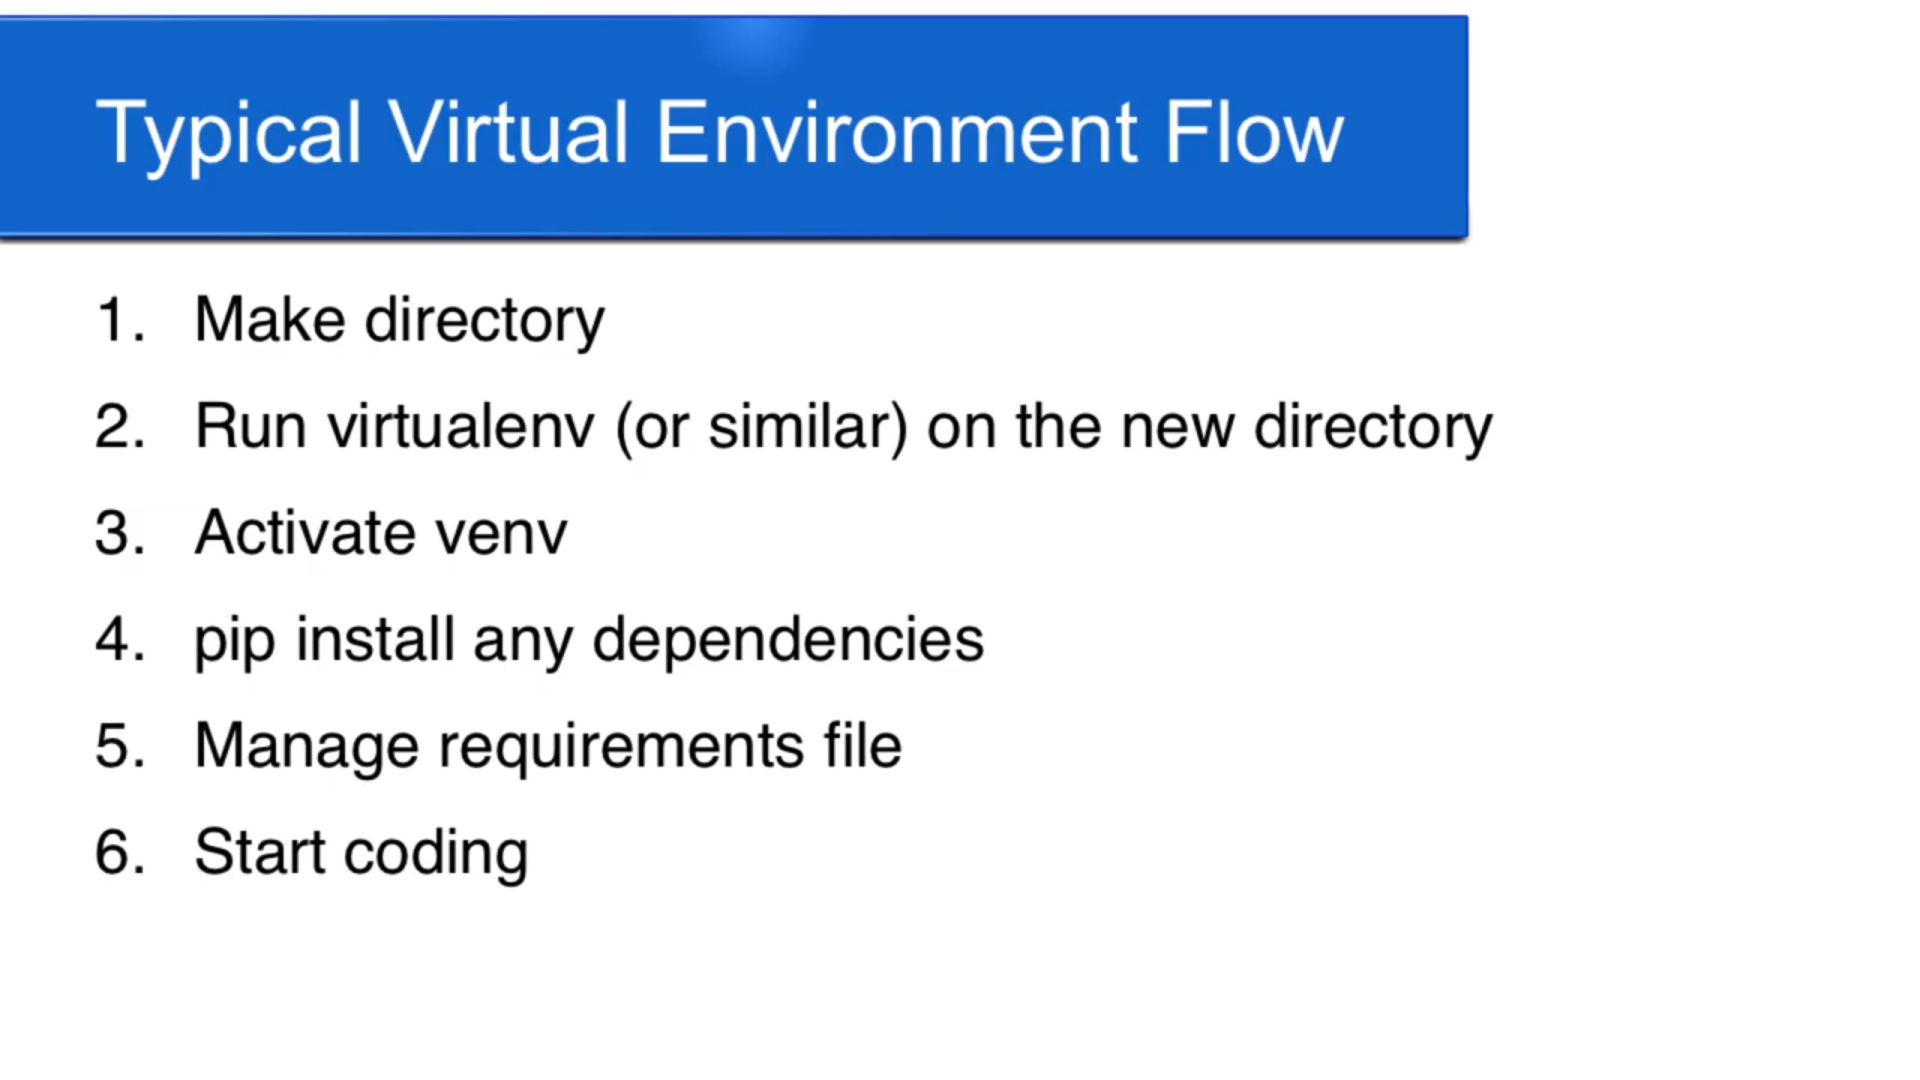 Typical Virtual Environment Flow
1. Make directory
2. Run virtualenv (or similar) on the new directory
3. Activate venv
4. pip install any dependencies
5. Manage requirements file
6. Start coding